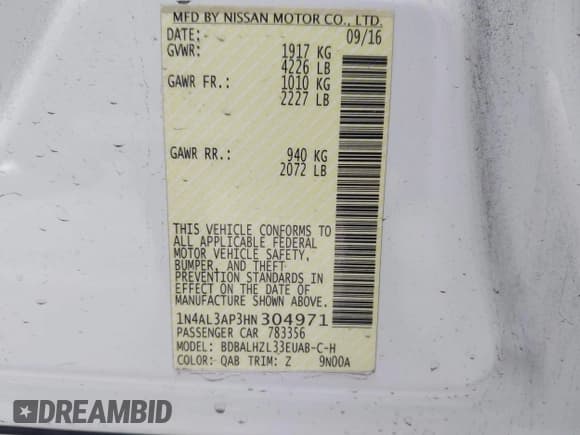 MFD BY NISSAN MOTOR CO., LTD.
DATE: 09/16
GVWR: 1917 KG
4226 LB
GAWR FR.: 1010 KG
2227 LB
GAWR RR.: 940 KG
2072 LB
THIS VEHICLE CONFORMS TO
ALL APPLICABLE FEDERAL
MOTOR VEHICLE SAFETY,
BUMPER, AND THEFT
PREVENTION STANDARDS IN
EFFECT ON THE DATE OF
MANUFACTURE SHOWN ABOVE.
1N4AL3AP3HN304971
PASSENGER CAR 783356
MODEL: BDBALHZL33EUAB-C-H
COLOR: QAB TRIM: Z 9N00A
DREAMBID